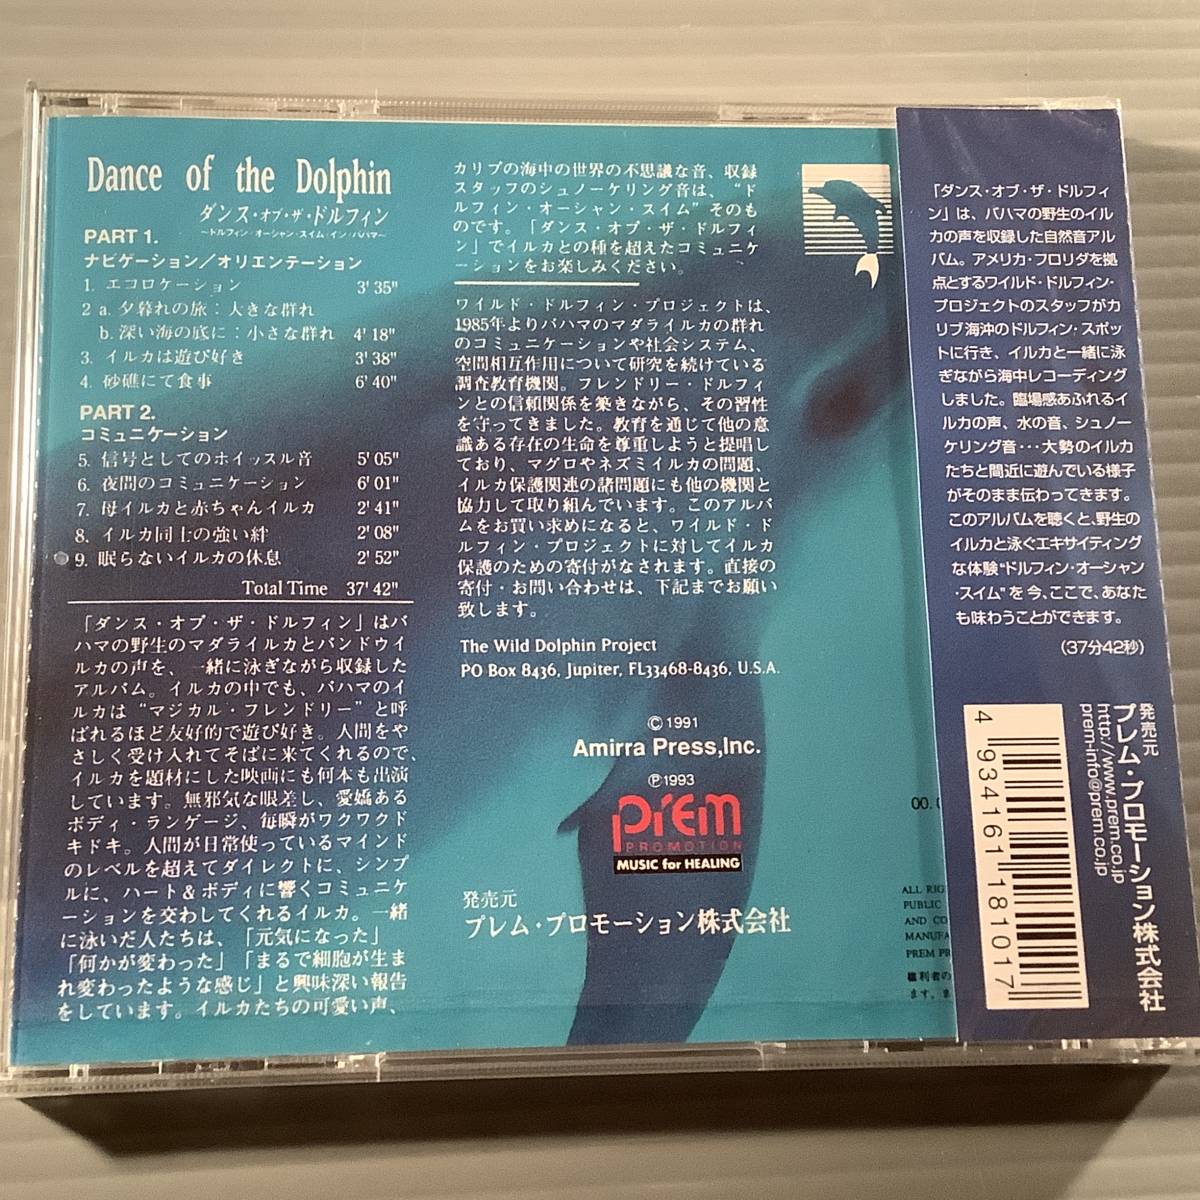 Dance of the Dolphin
ダンス・オブ・ザ・ドルフィン
〜ドルフィン・オーシャン・スイム・イン・バハマ〜
PART 1.
ナビゲーション／オリエンテーション
1. エコロケーション 3' 35"
2 a. 夕暮れの旅：大きな群れ
b. 深い海の底に：小さな群れ 4' 18"
3. イルカは遊び好き 3' 38"
4. 砂礁にて食事 6' 40"
PART 2.
コミュニケーション
5. 信号としてのホイッスル音 5' 05"
6. 夜間のコミュニケーション 6' 01"
7. 母イルカと赤ちゃんイルカ 2' 41"
8. イルカ同士の強い絆 2' 08"
9. 眠らないイルカの休息 2' 52"
Total Time 37' 42"
「ダンス・オブ・ザ・ドルフィン」はバ
ハマの野生のマダライルカとバンドウイ
ルカの声を、一緒に泳ぎながら収録した
アルバム。イルカの中でも、バハマのイ
ルカは“マジカル・フレンドリー”と呼
ばれるほど友好的で遊び好き。人間をや
さしく受け入れてそばに来てくれるので、
イルカを題材にした映画にも何本も出演
しています。無邪気な眼差し、愛嬌ある
ボディ・ランゲージ、毎瞬がワクワクド
キドキ。人間が日常使っているマインド
のレベルを超えてダイレクトに、シンプ
ルに、ハート＆ボディに響くコミュニケ
ーションを交わしてくれるイルカ。一緒
に泳いだ人たちは、「元気になった」
「何かが変わった」「まるで細胞が生ま
れ変わったような感じ」と興味深い報告
をしています。イルカたちの可愛い声、
カリブの海中の世界の不思議な音、収録
スタッフのシュノーケリング音は、“ド
ルフィン・オーシャン・スイム”そのも
のです。「ダンス・オブ・ザ・ドルフィ
ン」でイルカとの種を超えたコミュニケ
ーションをお楽しみください。
ワイルド・ドルフィン・プロジェクトは、
1985年よりバハマのマダライルカの群れ
のコミュニケーションや社会システム、
空間相互作用について研究を続けている
調査教育機関。フレンドリー・ドルフィ
ンとの信頼関係を築きながら、その習性
を守ってきました。教育を通じて他の意
識ある存在の生命を尊重しようと提唱し
ており、マグロやネズミイルカの問題、
イルカ保護関連の諸問題にも他の機関と
協力して取り組んでいます。このアルバ
ムをお買い求めになると、ワイルド・ド
ルフィン・プロジェクトに対してイルカ
保護のための寄付がなされます。直接の
寄付・お問い合わせは、下記までお願い
致します。
The Wild Dolphin Project
PO Box 8436, Jupiter, FL33468-8436, U.S.A.
© 1991
Amirra Press,Inc.
℗ 1993
PREM
PROMOTION
MUSIC for HEALING
発売元
プレム・プロモーション株式会社
00.
ALL RIG
PUBLIC
AND CO
MANUFA
PREM PR
権利者の
ます。ま
「ダンス・オブ・ザ・ドルフィ
ン」は、バハマの野生のイル
カの声を収録した自然音アル
バム。アメリカ・フロリダを拠
点とするワイルド・ドルフィン・
プロジェクトのスタッフがカ
リブ海沖のドルフィン・スポッ
トに行き、イルカと一緒に泳
ぎながら海中レコーディング
しました。臨場感あふれるイ
ルカの声、水の音、シュノー
ケリング音・・・大勢のイルカ
たちと間近に遊んでいる様子
がそのまま伝わってきます。
このアルバムを聴くと、野生の
イルカと泳ぐエキサイティング
な体験“ドルフィン・オーシャン
・スイム”を今、ここで、あなた
も味わうことができます。
（37分42秒）
発売元
プレム・プロモーション株式会社
http://www.prem.co.jp
prem-info@prem.co.jp
4 934161 181017